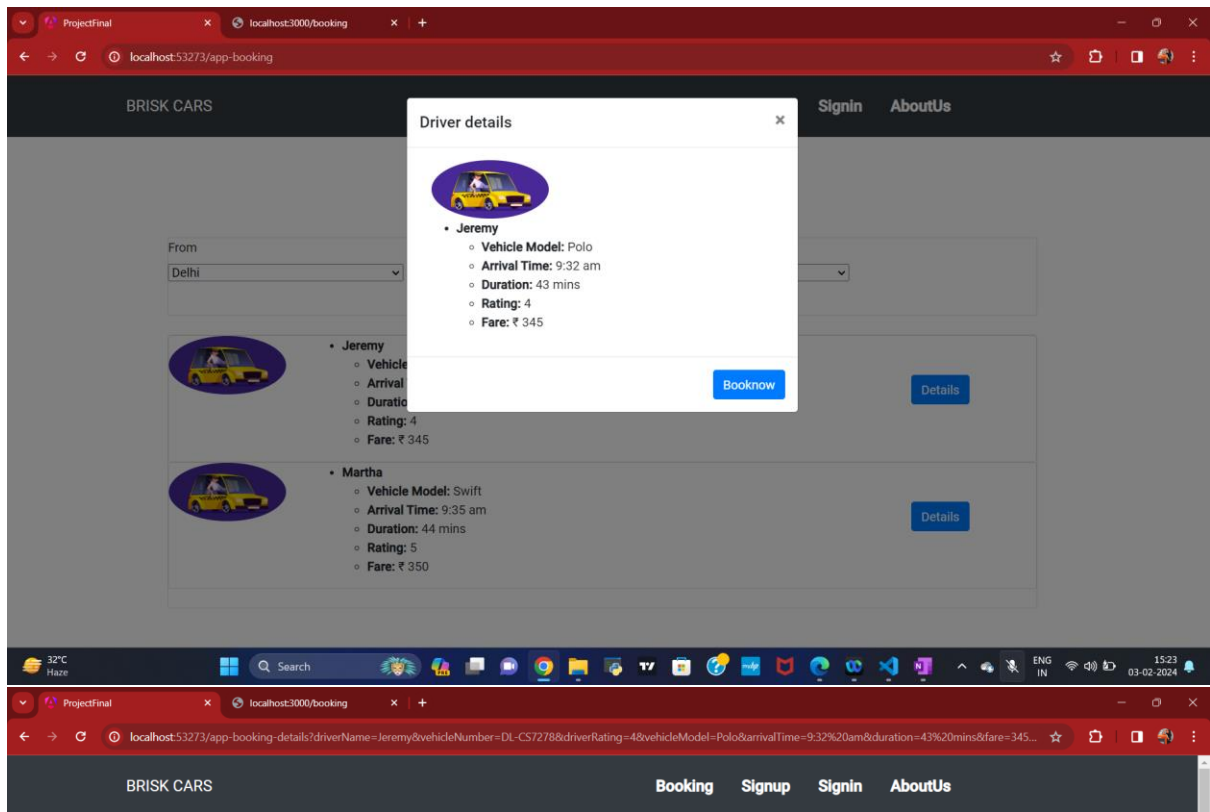 ProjectFinal
localhost:3000/booking
localhost:53273/app-booking
BRISK CARS
Signin
AboutUs
Driver details
Jeremy
Vehicle Model: Polo
Arrival Time: 9:32 am
Duration: 43 mins
Rating: 4
Fare: ₹ 345
Booknow
From
Delhi
Jeremy
Vehicle
Arrival
Duratio
Rating: 4
Fare: ₹ 345
Details
Martha
Vehicle Model: Swift
Arrival Time: 9:35 am
Duration: 44 mins
Rating: 5
Fare: ₹ 350
Details
32°C
Haze
Search
ENG
IN
15:23
03-02-2024
ProjectFinal
localhost:3000/booking
localhost:53273/app-booking-details?driverName=Jeremy&vehicleNumber=DL-CS7278&driverRating=4&vehicleModel=Polo&arrivalTime=9:32%20am&duration=43%20mins&fare=345...
BRISK CARS
Booking
Signup
Signin
AboutUs